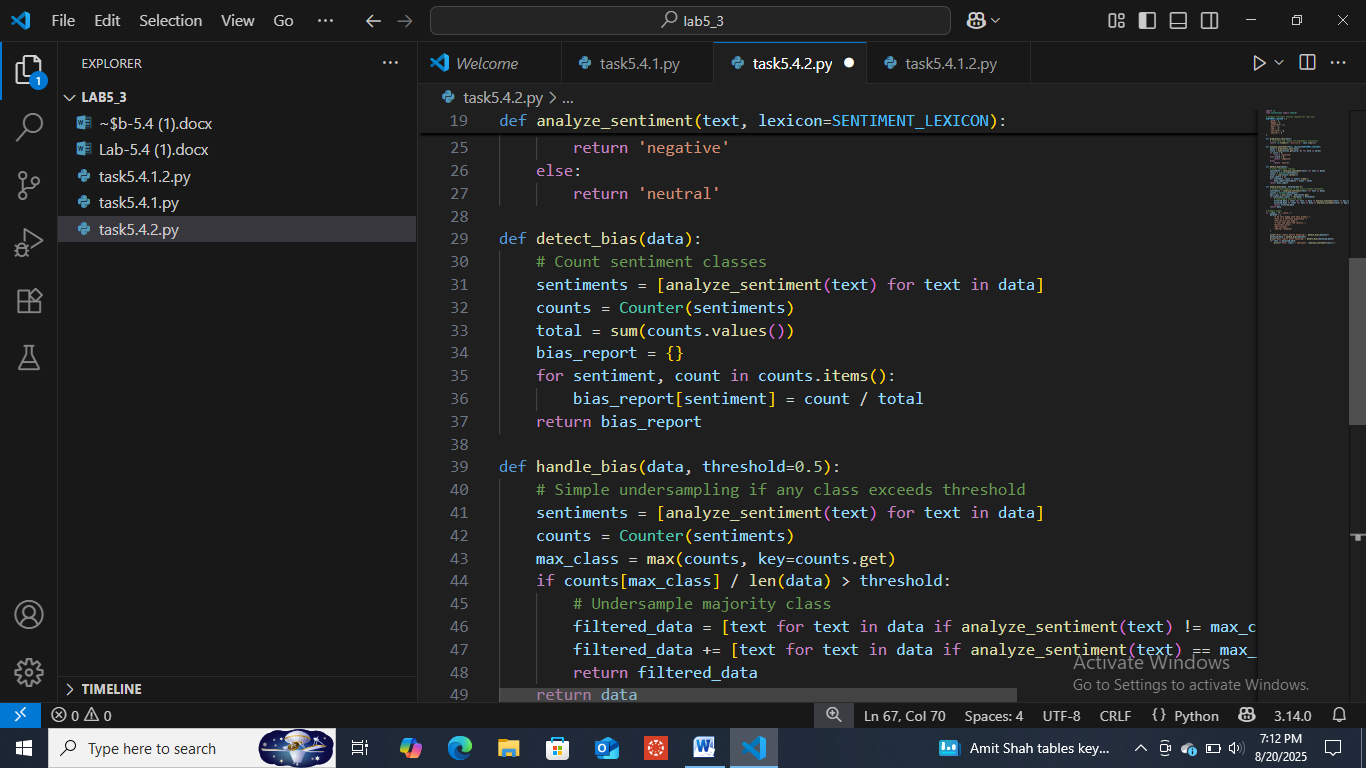 File Edit Selection View Go ··· lab5_3
EXPLORER ···
LAB5_3
~$b-5.4 (1).docx
Lab-5.4 (1).docx
task5.4.1.2.py
task5.4.1.py
task5.4.2.py
TIMELINE
1
Welcome task5.4.1.py task5.4.2.py task5.4.1.2.py
task5.4.2.py > ...
19 def analyze_sentiment(text, lexicon=SENTIMENT_LEXICON):
25 return 'negative'
26 else:
27 return 'neutral'
28
29 def detect_bias(data):
30 # Count sentiment classes
31 sentiments = [analyze_sentiment(text) for text in data]
32 counts = Counter(sentiments)
33 total = sum(counts.values())
34 bias_report = {}
35 for sentiment, count in counts.items():
36 bias_report[sentiment] = count / total
37 return bias_report
38
39 def handle_bias(data, threshold=0.5):
40 # Simple undersampling if any class exceeds threshold
41 sentiments = [analyze_sentiment(text) for text in data]
42 counts = Counter(sentiments)
43 max_class = max(counts, key=counts.get)
44 if counts[max_class] / len(data) > threshold:
45 # Undersample majority class
46 filtered_data = [text for text in data if analyze_sentiment(text) != max_c
47 filtered_data += [text for text in data if analyze_sentiment(text) == max_
48 return filtered_data
49 return data
Activate Windows
Go to Settings to activate Windows.
0 0 Ln 67, Col 70 Spaces: 4 UTF-8 CRLF {} Python 3.14.0
Type here to search Amit Shah tables key... 7:12 PM
8/20/2025